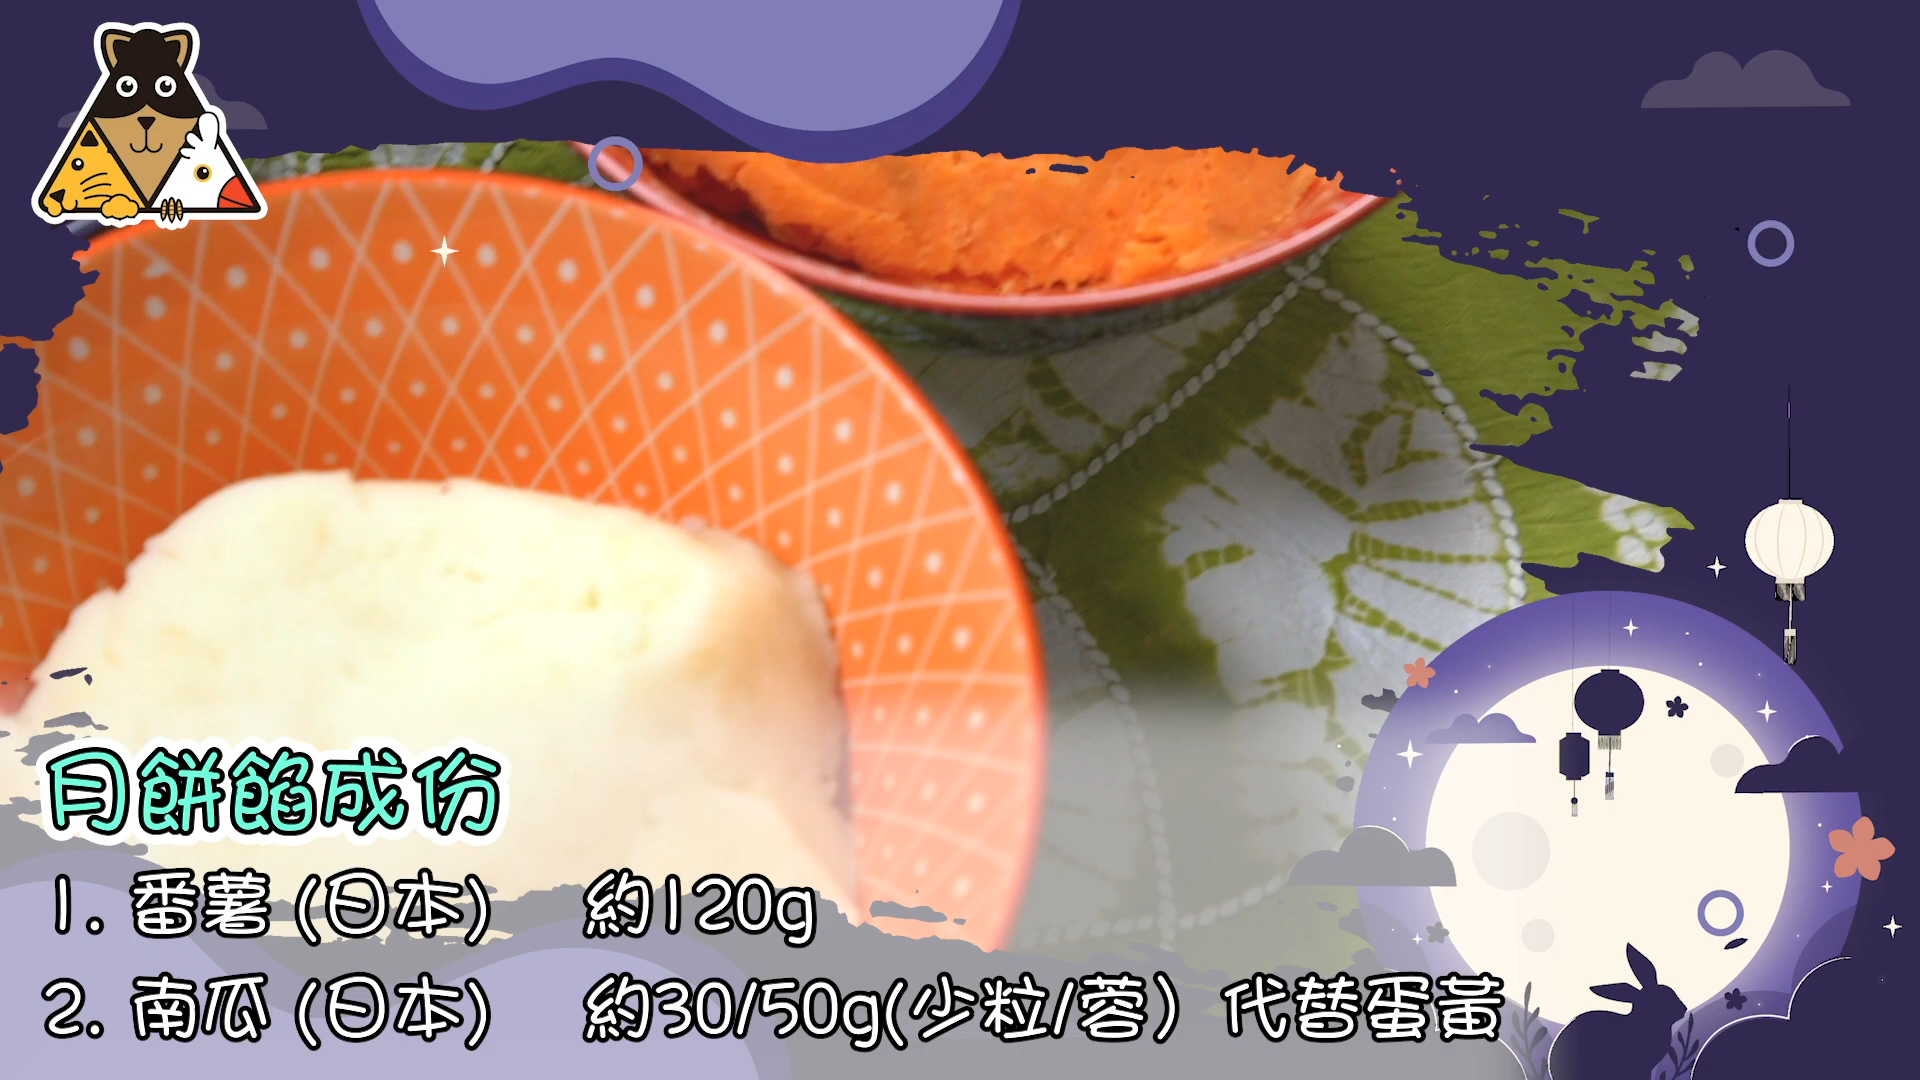 月餅餡成份
1. 番薯 (日本) 約120g
2. 南瓜 (日本) 約30/50g(少粒/蓉） 代替蛋黃